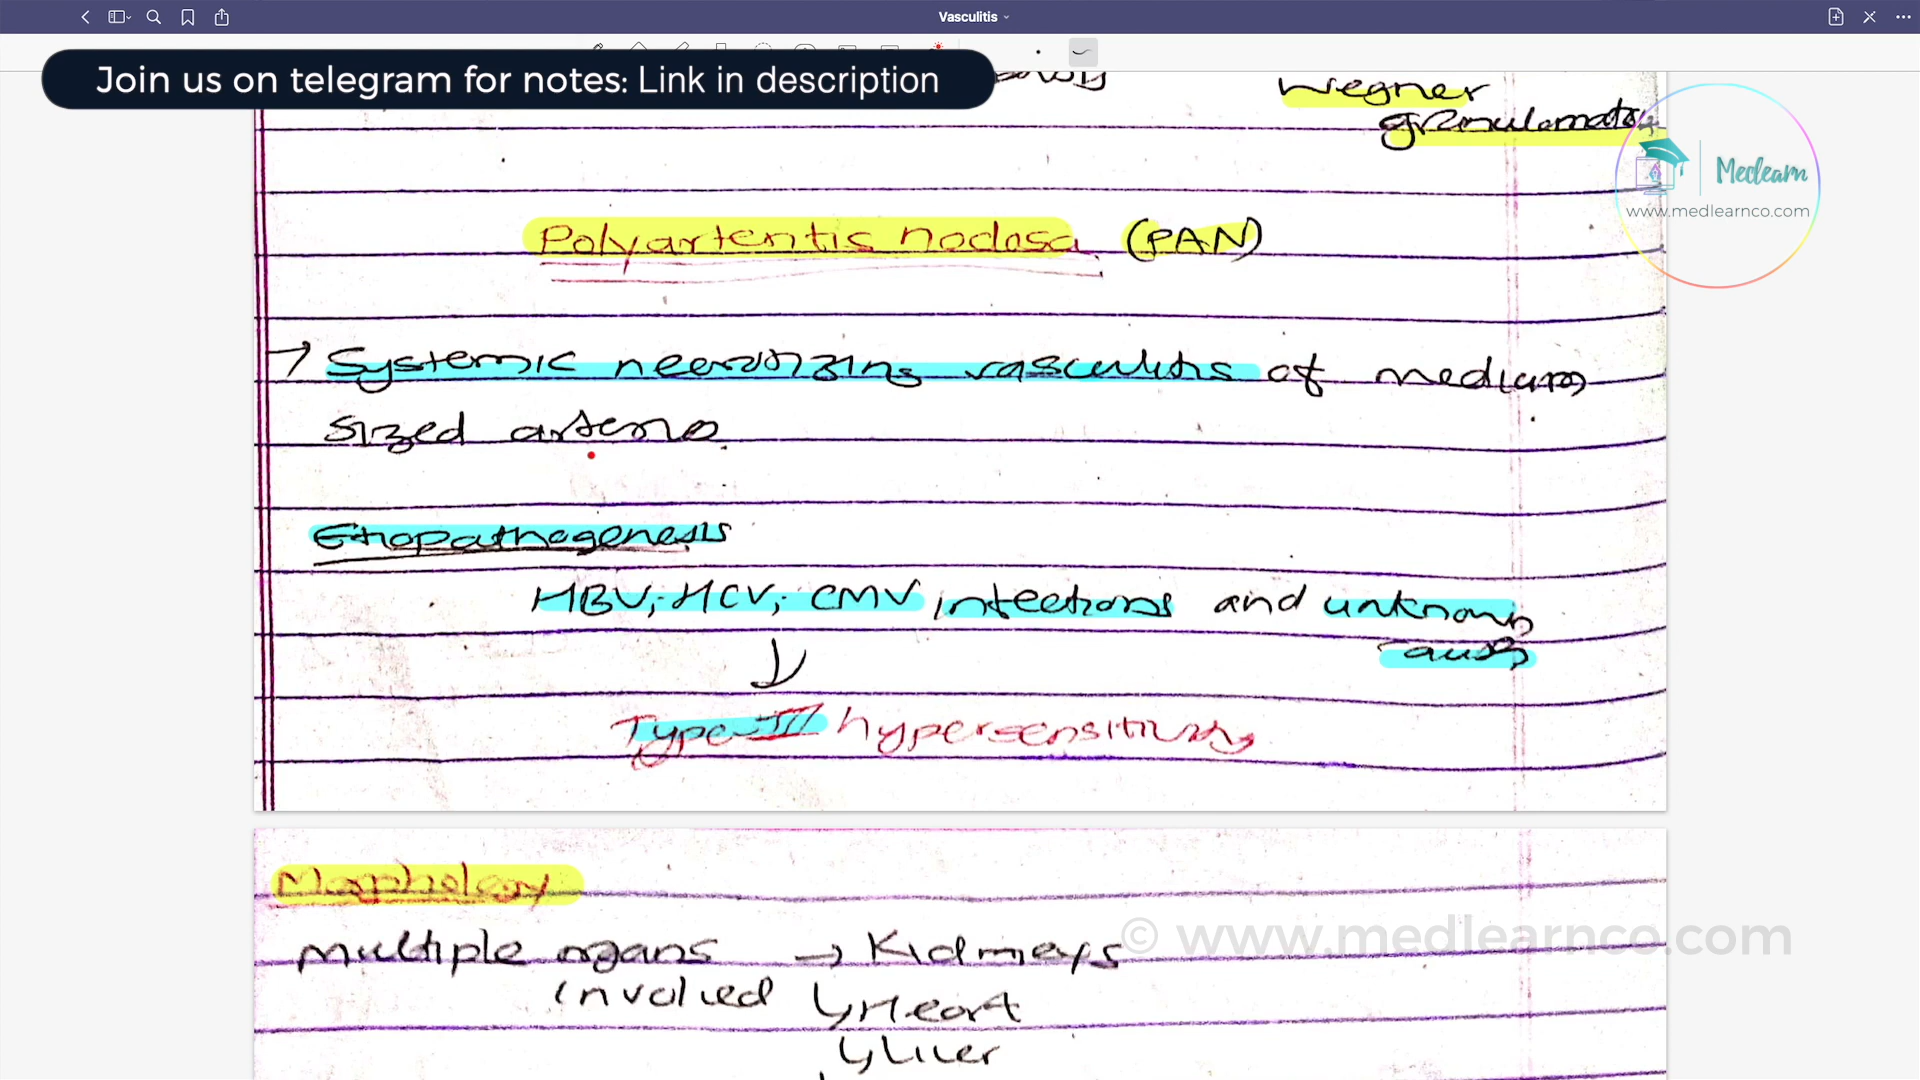 Vasculitis
Join us on telegram for notes: Link in description
Wegner
granulomatos
Medlearn
www.medlearnco.com
Polyarteritis nodosa (PAN)
→ Systemic necrotizing vasculitis of medium
sized arteries
Etiopathogenesis
HBV, HCV, CMV infections and unknown
Type III hypersensitivity
Morphology
Multiple organs → Kidneys
involved ↳ Heart
↳ Liver
© www.medlearnco.com